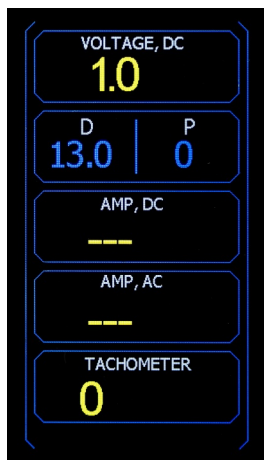 VOLTAGE, DC
1.0
D P
13.0 0
AMP, DC
---
AMP, AC
---
TACHOMETER
0